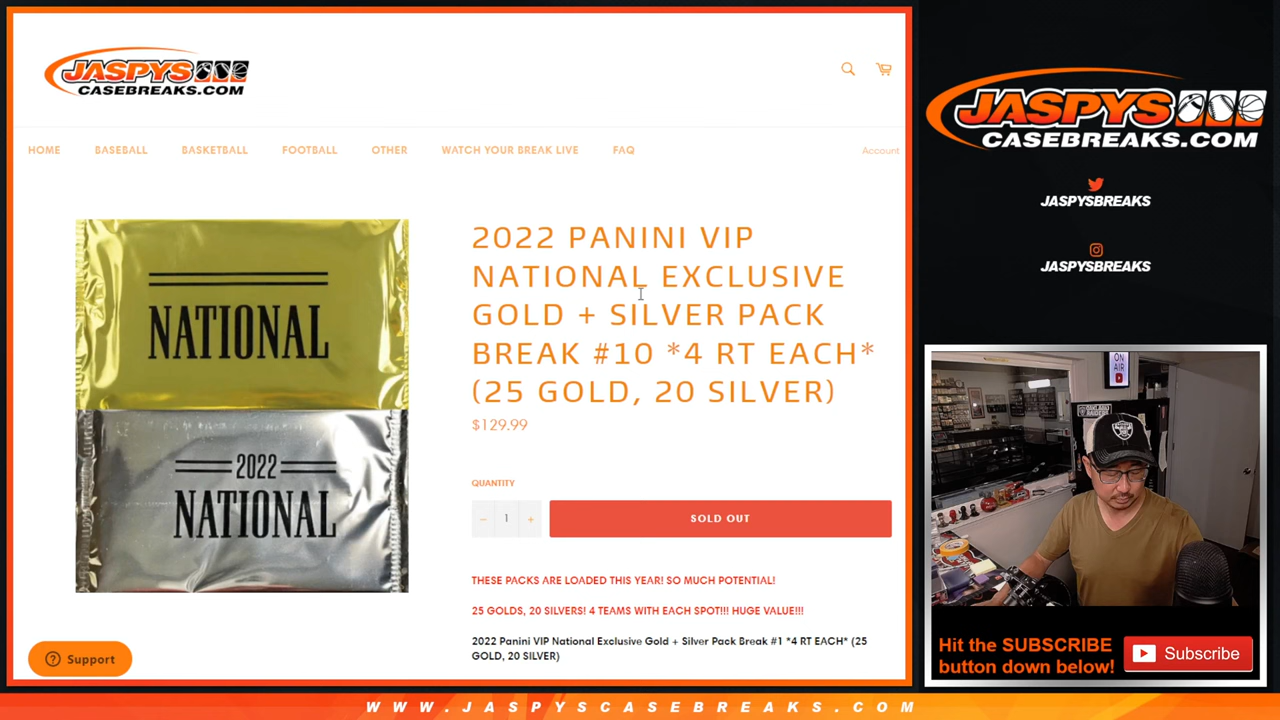 JASPYS
CASEBREAKS.COM
HOME BASEBALL BASKETBALL FOOTBALL OTHER WATCH YOUR BREAK LIVE FAQ Account
NATIONAL
2022
NATIONAL
2022 PANINI VIP
NATIONAL EXCLUSIVE
GOLD + SILVER PACK
BREAK #10 *4 RT EACH*
(25 GOLD, 20 SILVER)
$129.99
QUANTITY
− 1 +
SOLD OUT
THESE PACKS ARE LOADED THIS YEAR! SO MUCH POTENTIAL!
25 GOLDS, 20 SILVERS! 4 TEAMS WITH EACH SPOT!!! HUGE VALUE!!!
2022 Panini VIP National Exclusive Gold + Silver Pack Break #1 *4 RT EACH* (25
GOLD, 20 SILVER)
Support
JASPYS
CASEBREAKS.COM
JASPYSBREAKS
JASPYSBREAKS
ON
AIR
Hit the SUBSCRIBE
button down below!
Subscribe
WWW.JASPYSCASEBREAKS.COM